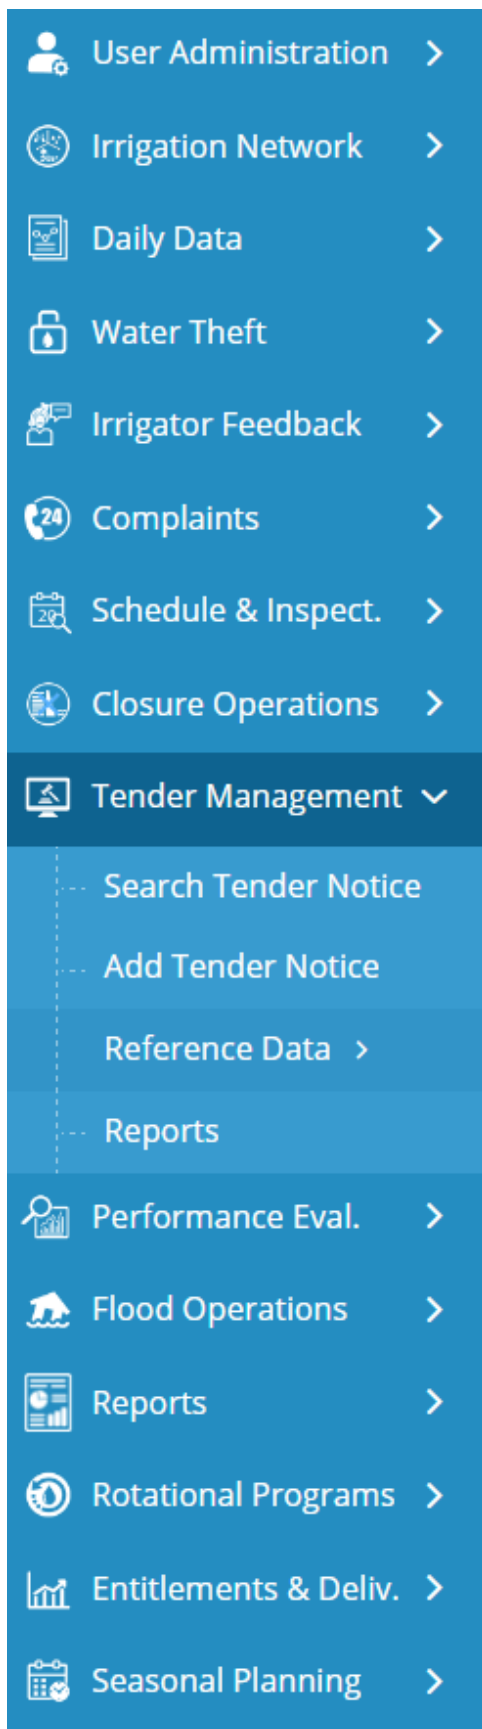 User Administration
Irrigation Network
Daily Data
Water Theft
Irrigator Feedback
24 Complaints
Schedule & Inspect.
Closure Operations
Tender Management
Search Tender Notice
Add Tender Notice
Reference Data
Reports
Performance Eval.
Flood Operations
Reports
Rotational Programs
Entitlements & Deliv.
Seasonal Planning